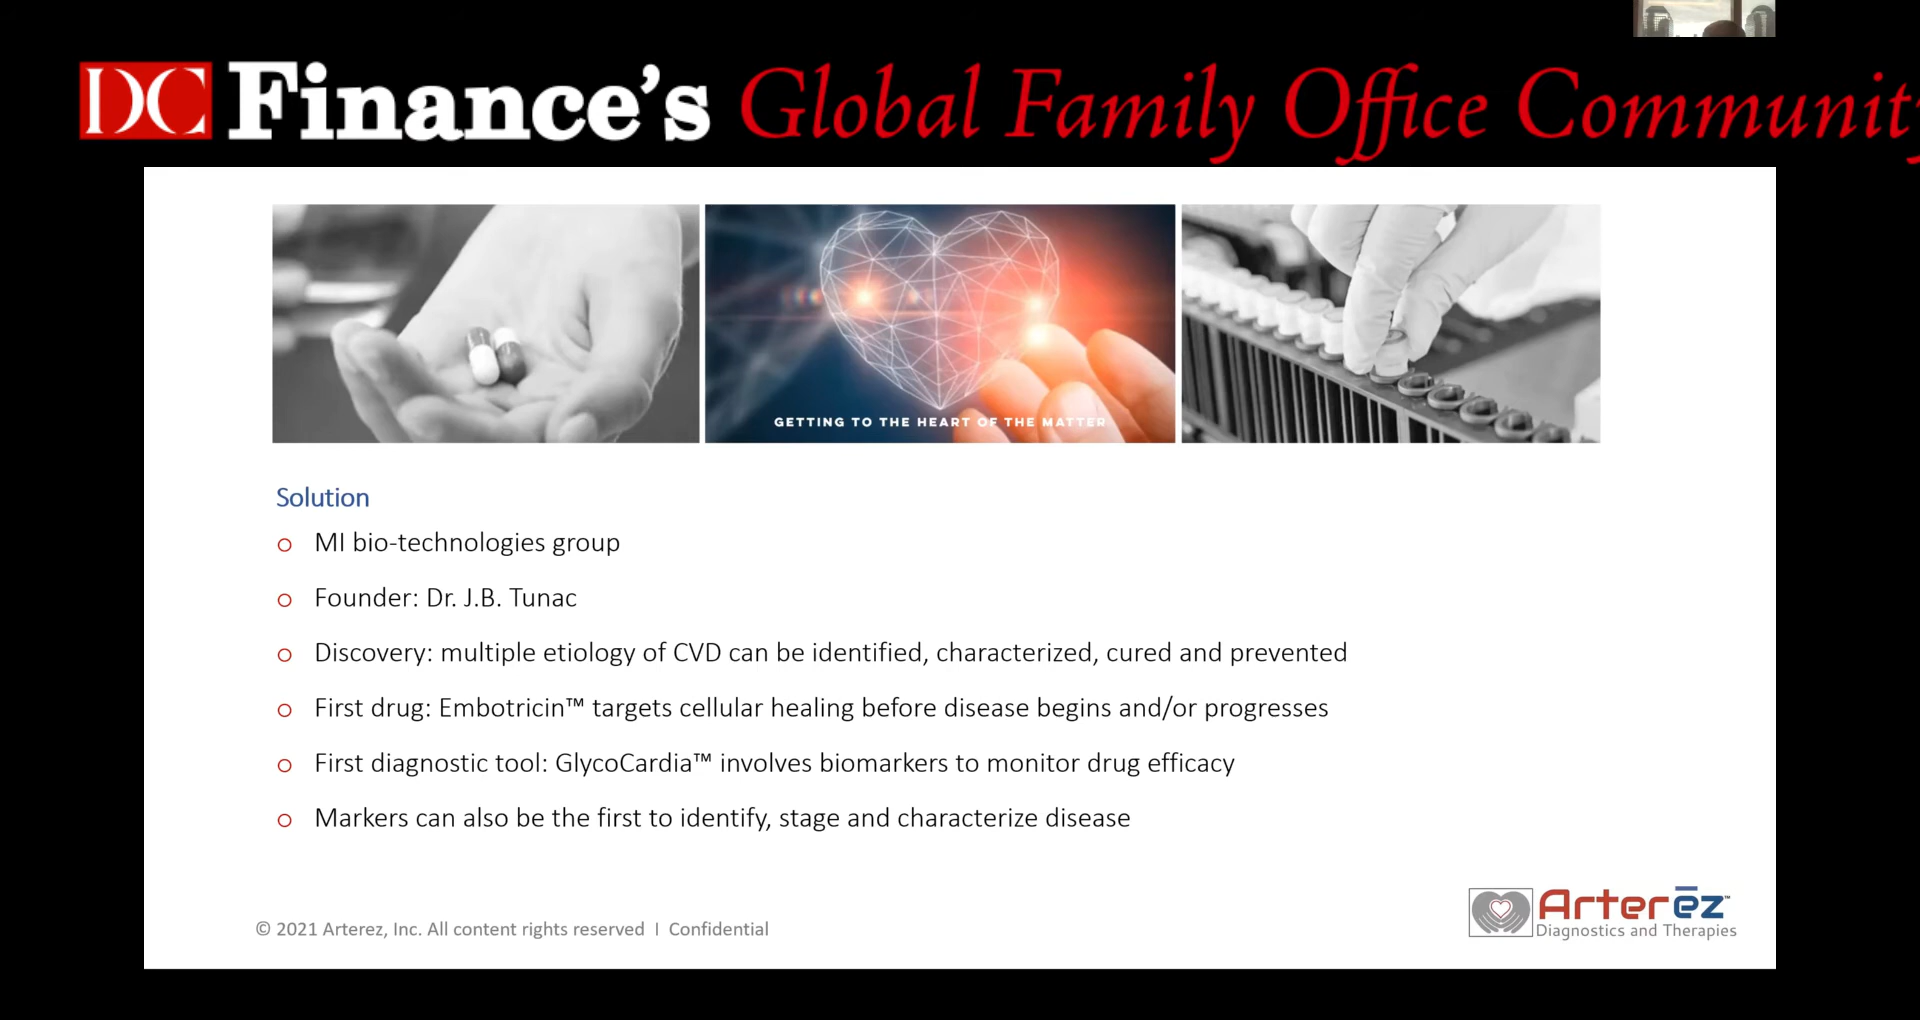 DC Finance's Global Family Office Community
GETTING TO THE HEART OF THE MATTER
Solution
MI bio-technologies group
Founder: Dr. J.B. Tunac
Discovery: multiple etiology of CVD can be identified, characterized, cured and prevented
First drug: Embotricin™ targets cellular healing before disease begins and/or progresses
First diagnostic tool: GlycoCardia™ involves biomarkers to monitor drug efficacy
Markers can also be the first to identify, stage and characterize disease
© 2021 Arterez, Inc. All content rights reserved | Confidential
Arterēz™
Diagnostics and Therapies